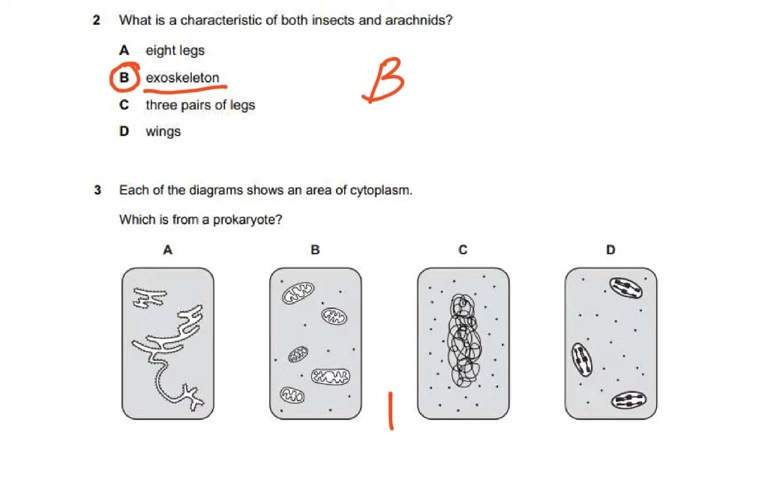 2 What is a characteristic of both insects and arachnids?
A eight legs
B exoskeleton
B
C three pairs of legs
D wings
3 Each of the diagrams shows an area of cytoplasm.
Which is from a prokaryote?
A B C D